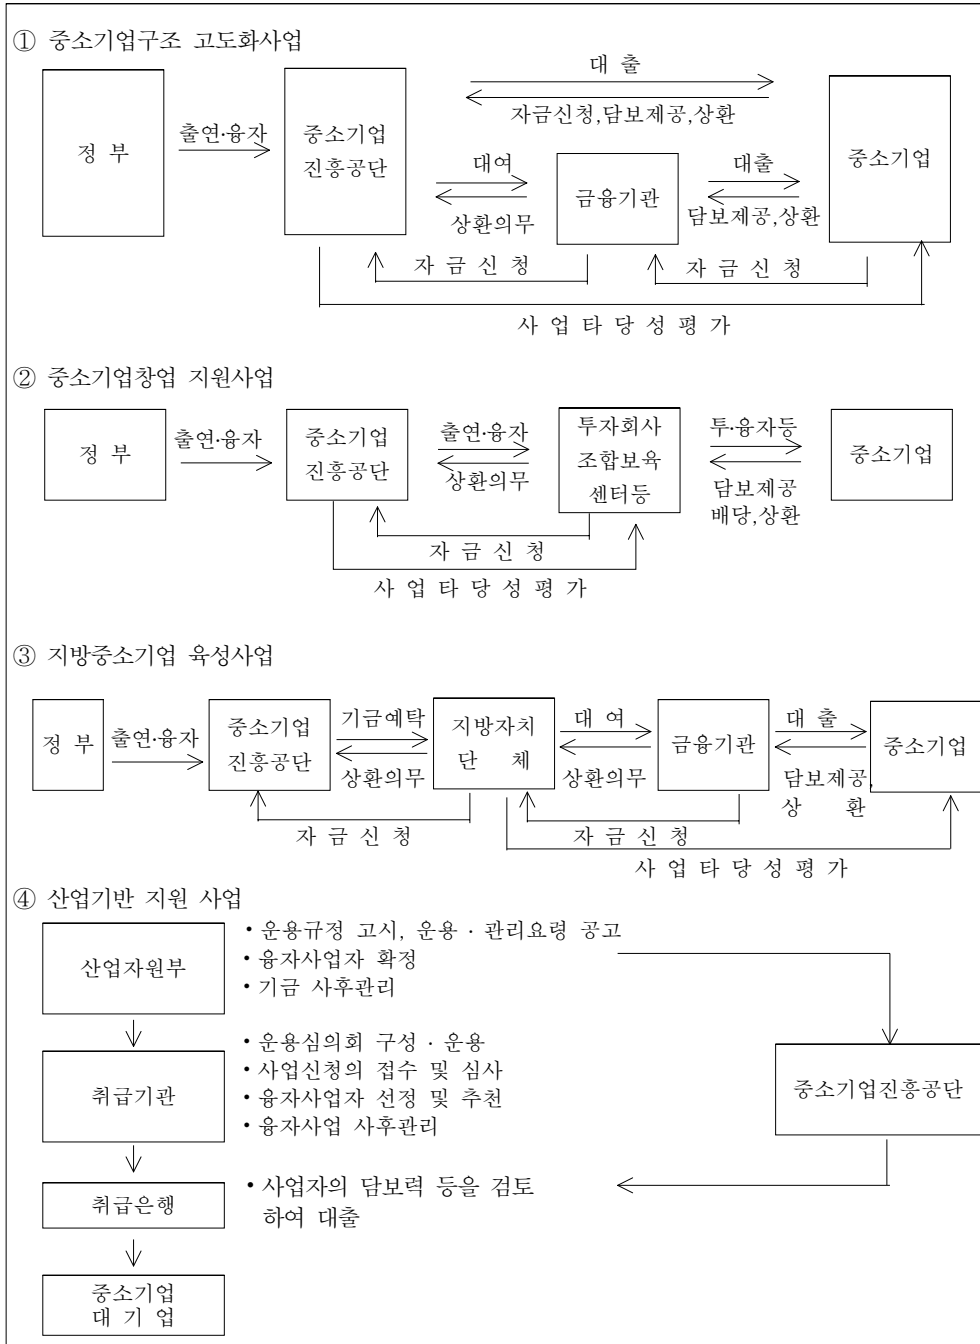 ① 중소기업구조 고도화사업
대 출
자금신청,담보제공,상환
정 부
출연·융자
중소기업
진흥공단
대여
상환의무
금융기관
대출
담보제공,상환
중소기업
자 금 신 청
자 금 신 청
사 업 타 당 성 평 가
② 중소기업창업 지원사업
정 부
출연·융자
중소기업
진흥공단
출연·융자
상환의무
투자회사
조합보육
센터등
투·융자등
담보제공
배당,상환
중소기업
자 금 신 청
사 업 타 당 성 평 가
③ 지방중소기업 육성사업
정 부
출연·융자
중소기업
진흥공단
기금예탁
상환의무
지방자치
단 체
대 여
상환의무
금융기관
대 출
담보제공,
상 환
중소기업
자 금 신 청
자 금 신 청
사 업 타 당 성 평 가
④ 산업기반 지원 사업
산업자원부
• 운용규정 고시, 운용 · 관리요령 공고
• 융자사업자 확정
• 기금 사후관리
취급기관
• 운용심의회 구성 · 운용
• 사업신청의 접수 및 심사
• 융자사업자 선정 및 추천
• 융자사업 사후관리
중소기업진흥공단
취급은행
• 사업자의 담보력 등을 검토
하여 대출
중소기업
대 기 업